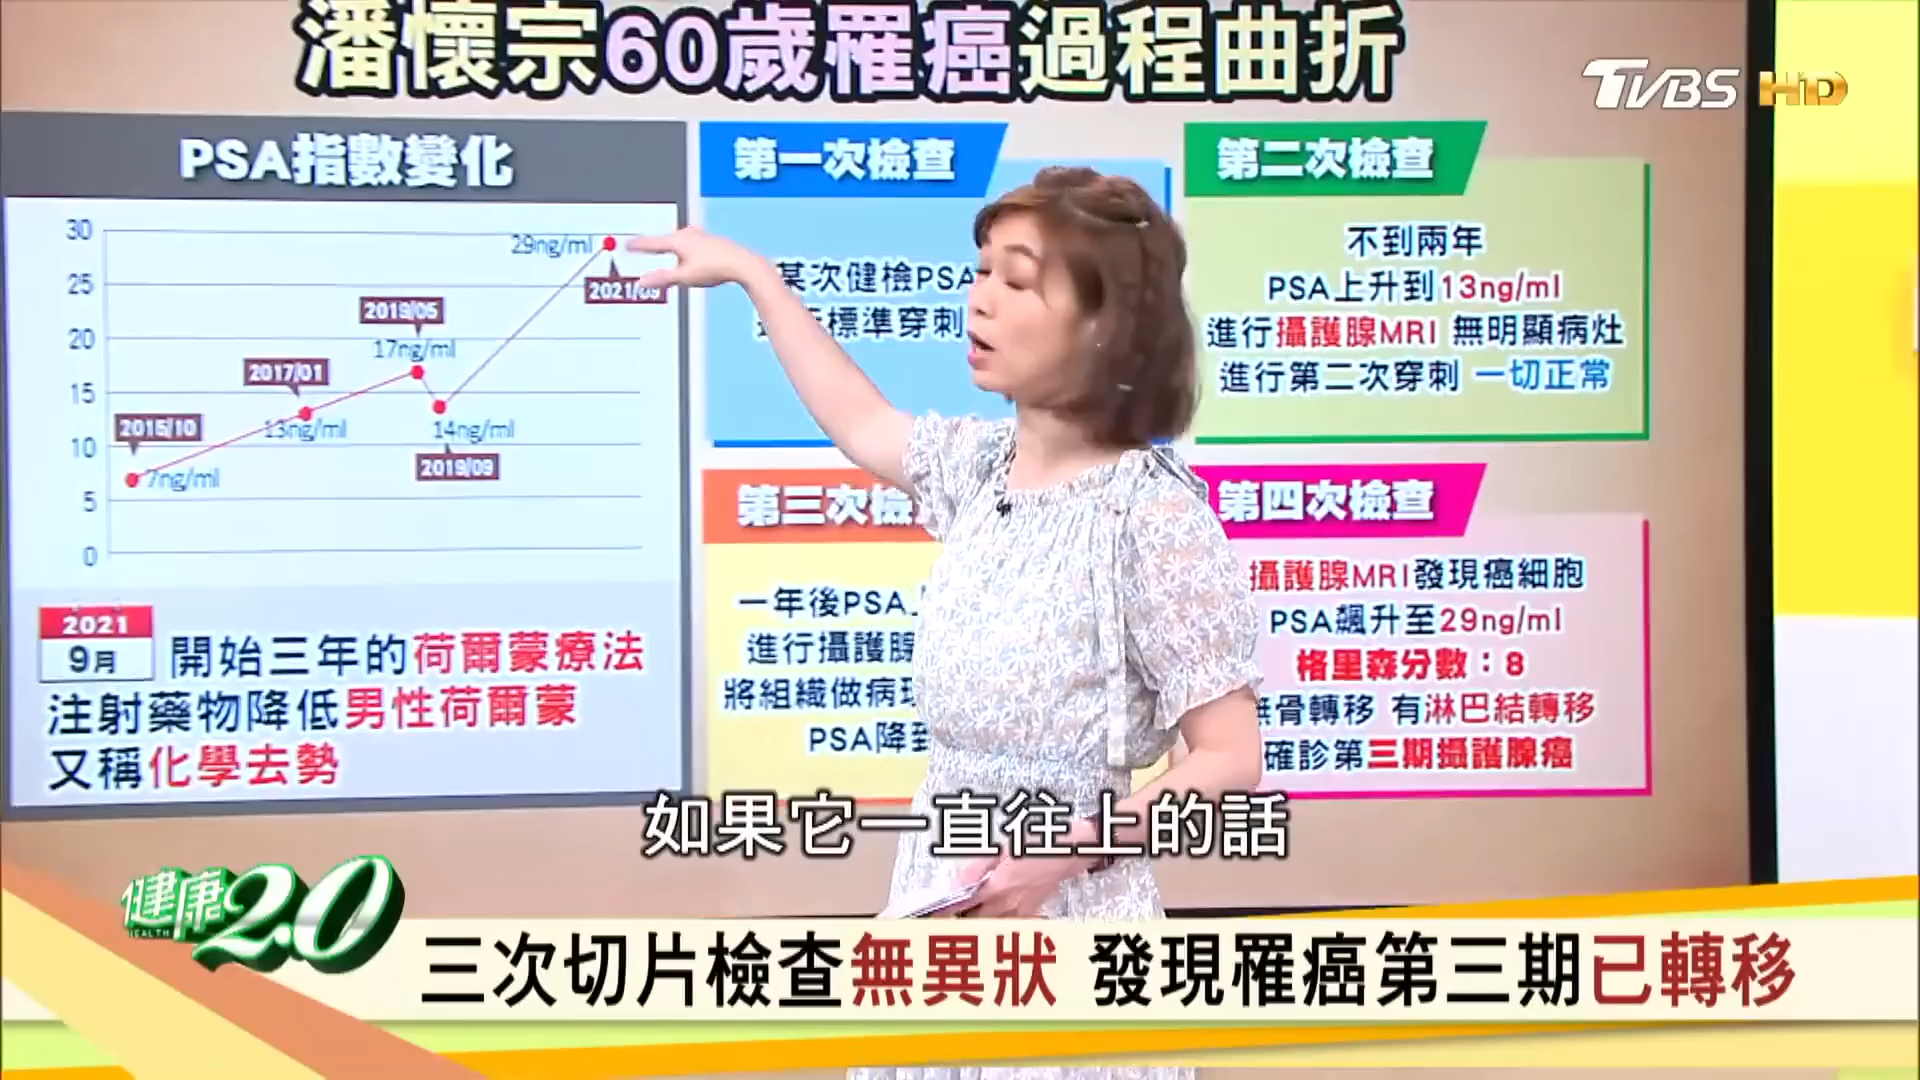 潘懷宗60歲罹癌過程曲折
TVBS HD
PSA指數變化
30
25
20
15
10
5
0
2015/10
7ng/ml
2017/01
13ng/ml
2019/05
17ng/ml
14ng/ml
2019/09
29ng/ml
2021/09
2021
9月
開始三年的荷爾蒙療法
注射藥物降低男性荷爾蒙
又稱化學去勢
第一次檢查
某次健檢PSA
標準穿刺
第二次檢查
不到兩年
PSA上升到13ng/ml
進行攝護腺MRI 無明顯病灶
進行第二次穿刺 一切正常
第三次檢
一年後PSA
進行攝護腺
將組織做病理
PSA降到
第四次檢查
攝護腺MRI發現癌細胞
PSA飆升至29ng/ml
格里森分數：8
無骨轉移 有淋巴結轉移
確診第三期攝護腺癌
如果它一直往上的話
健康2.0
HEALTH
三次切片檢查無異狀 發現罹癌第三期已轉移